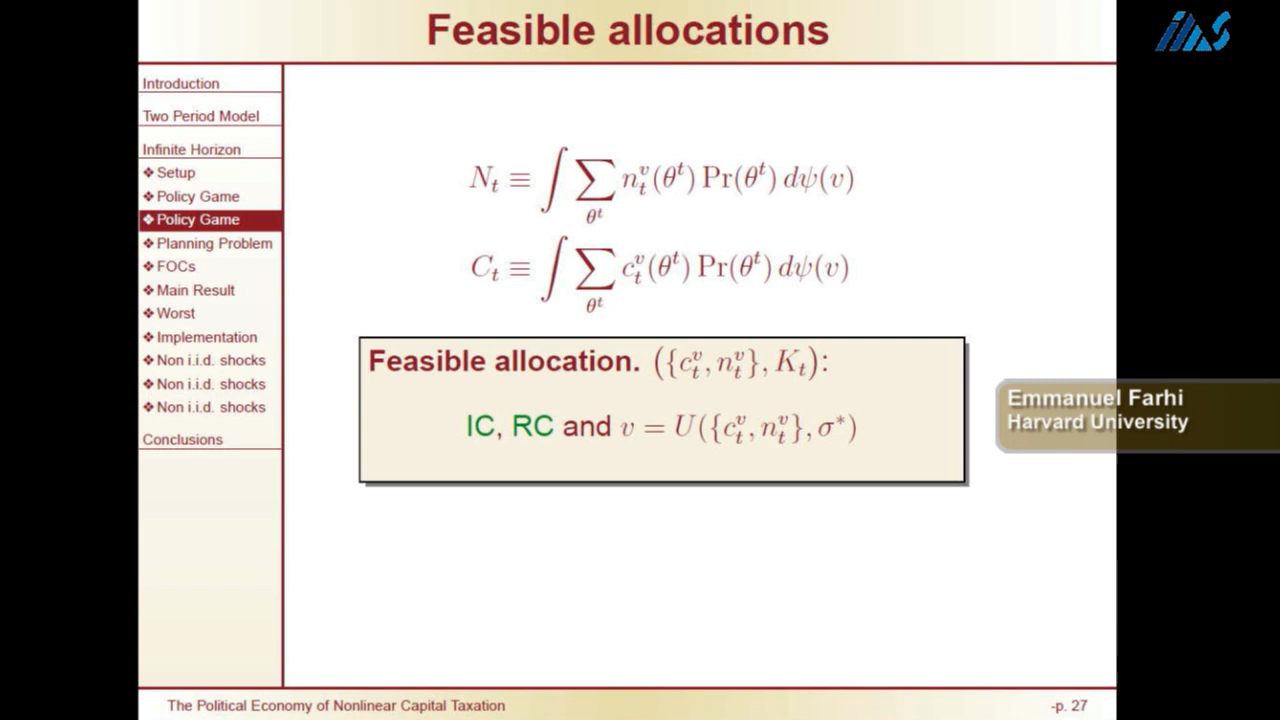 Feasible allocations
Introduction
Two Period Model
Infinite Horizon
❖ Setup
❖ Policy Game
❖ Policy Game
❖ Planning Problem
❖ FOCs
❖ Main Result
❖ Worst
❖ Implementation
❖ Non i.i.d. shocks
❖ Non i.i.d. shocks
❖ Non i.i.d. shocks
Conclusions
N_t ≡ ∫ ∑_{θ^t} n_t^v(θ^t) Pr(θ^t) dψ(v)
C_t ≡ ∫ ∑_{θ^t} c_t^v(θ^t) Pr(θ^t) dψ(v)
Feasible allocation. ({c_t^v, n_t^v}, K_t):
IC, RC and v = U({c_t^v, n_t^v}, σ*)
Emmanuel Farhi
Harvard University
The Political Economy of Nonlinear Capital Taxation
-p. 27